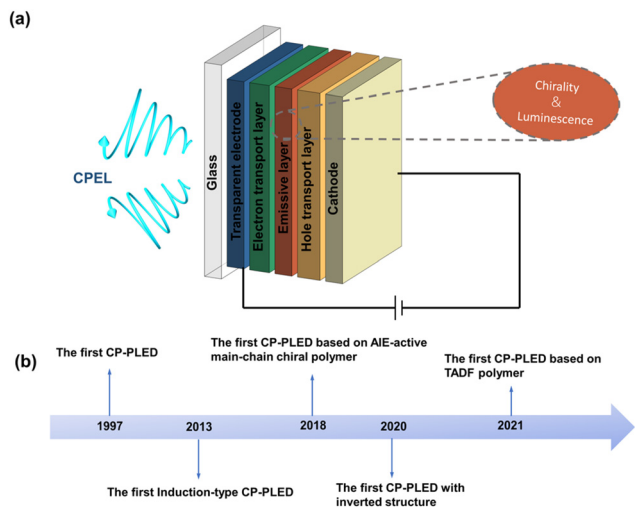 (a)
CPEL
Glass
Transparent electrode
Electron transport layer
Emissive layer
Hole transport layer
Cathode
Chirality
&
Luminescence
(b)
The first CP-PLED
The first CP-PLED based on AIE-active
main-chain chiral polymer
The first CP-PLED based on
TADF polymer
1997
2013
2018
2020
2021
The first Induction-type CP-PLED
The first CP-PLED with
inverted structure